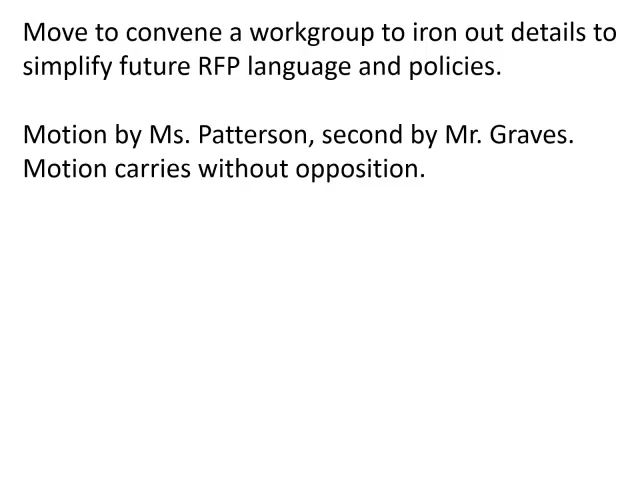 Move to convene a workgroup to iron out details to
simplify future RFP language and policies.
Motion by Ms. Patterson, second by Mr. Graves.
Motion carries without opposition.